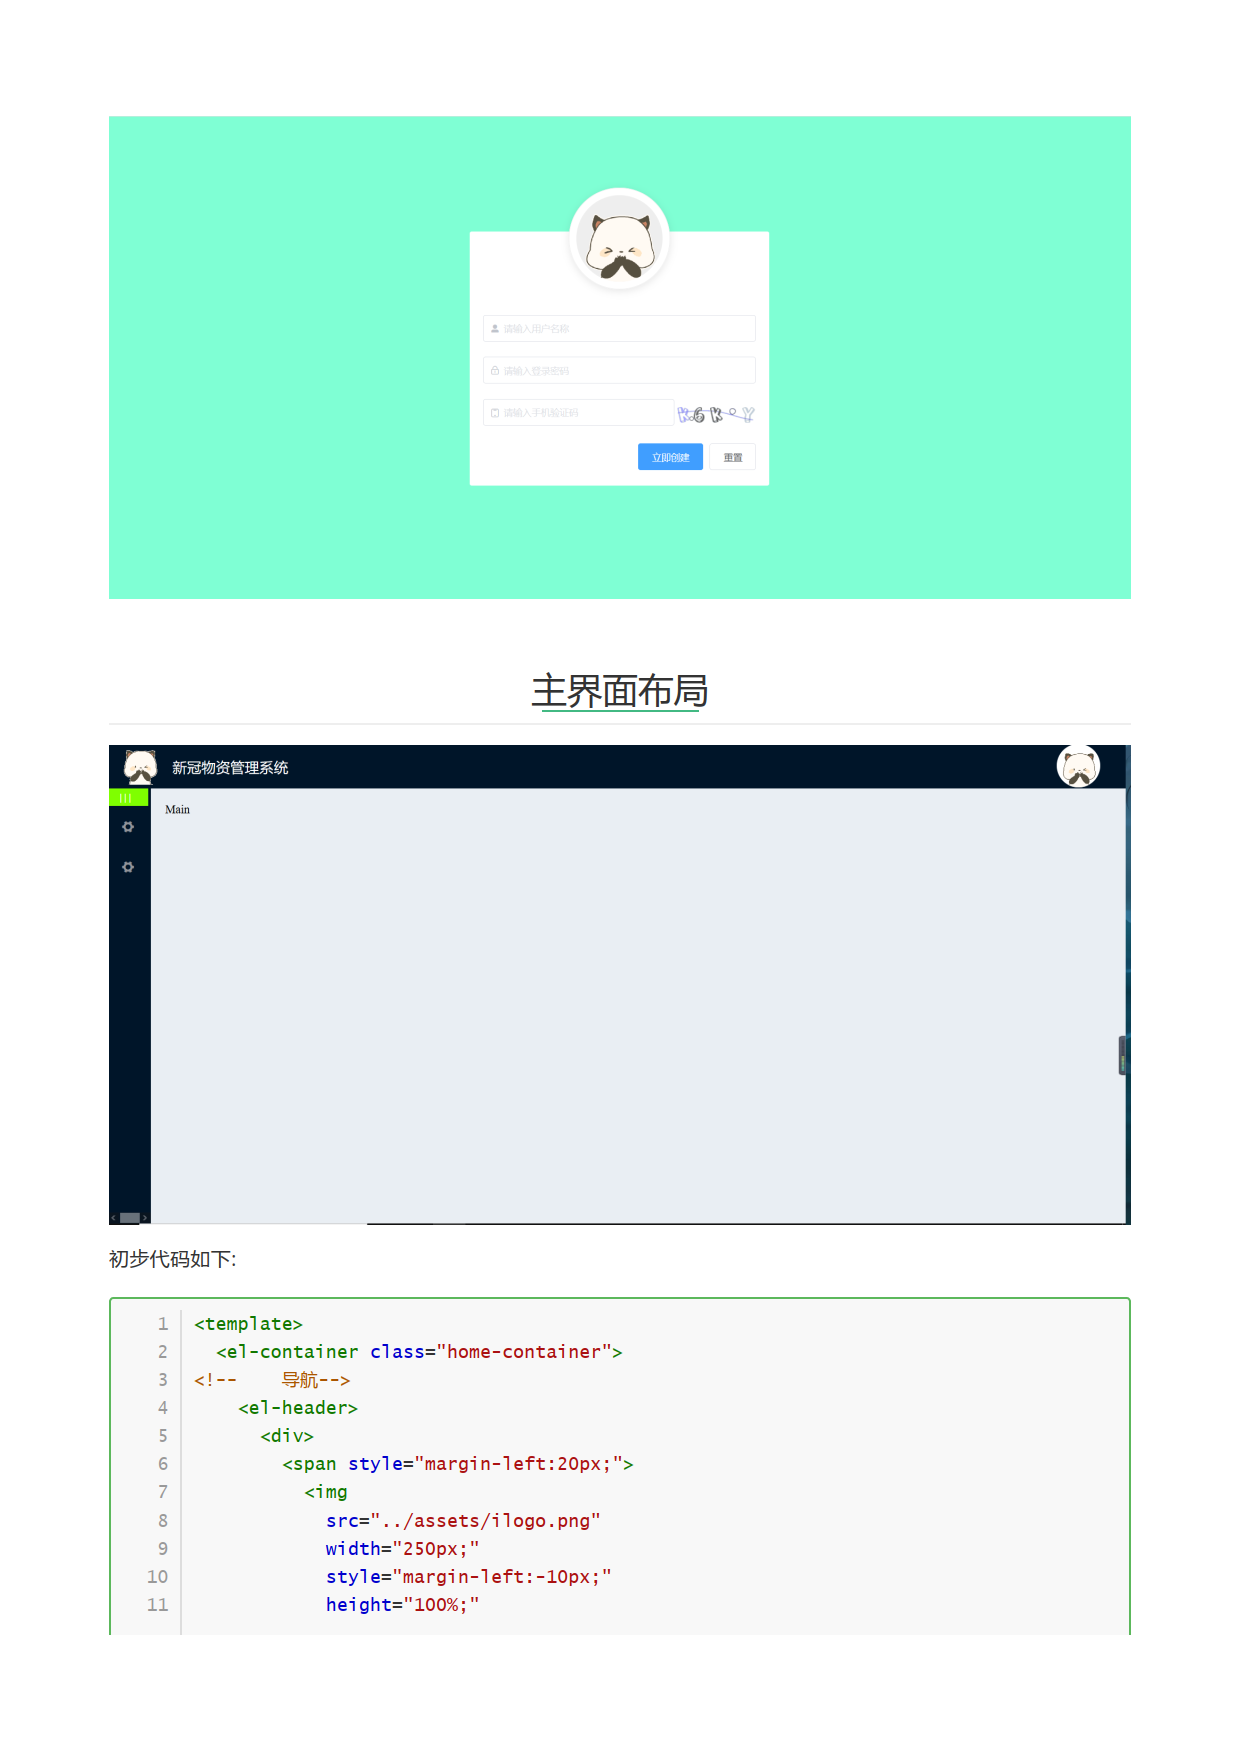 请输入用户名称
请输入登录密码
请输入手机验证码
立即创建 重置
主界面布局
新冠物资管理系统
|||
Main
初步代码如下:
1 <template>
2   <el-container class="home-container">
3 <!--    导航-->
4     <el-header>
5       <div>
6         <span style="margin-left:20px;">
7           <img
8             src="../assets/ilogo.png"
9             width="250px;"
10             style="margin-left:-10px;"
11             height="100%;"